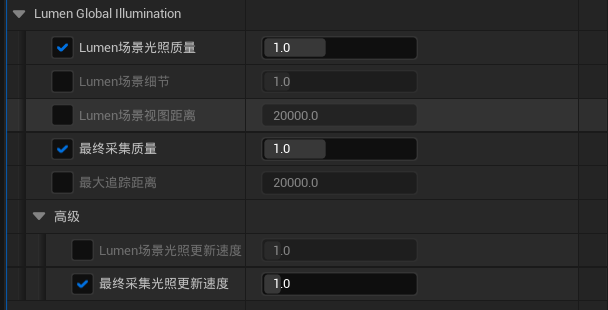 Lumen Global Illumination
Lumen场景光照质量 1.0
Lumen场景细节 1.0
Lumen场景视图距离 20000.0
最终采集质量 1.0
最大追踪距离 20000.0
高级
Lumen场景光照更新速度 1.0
最终采集光照更新速度 1.0